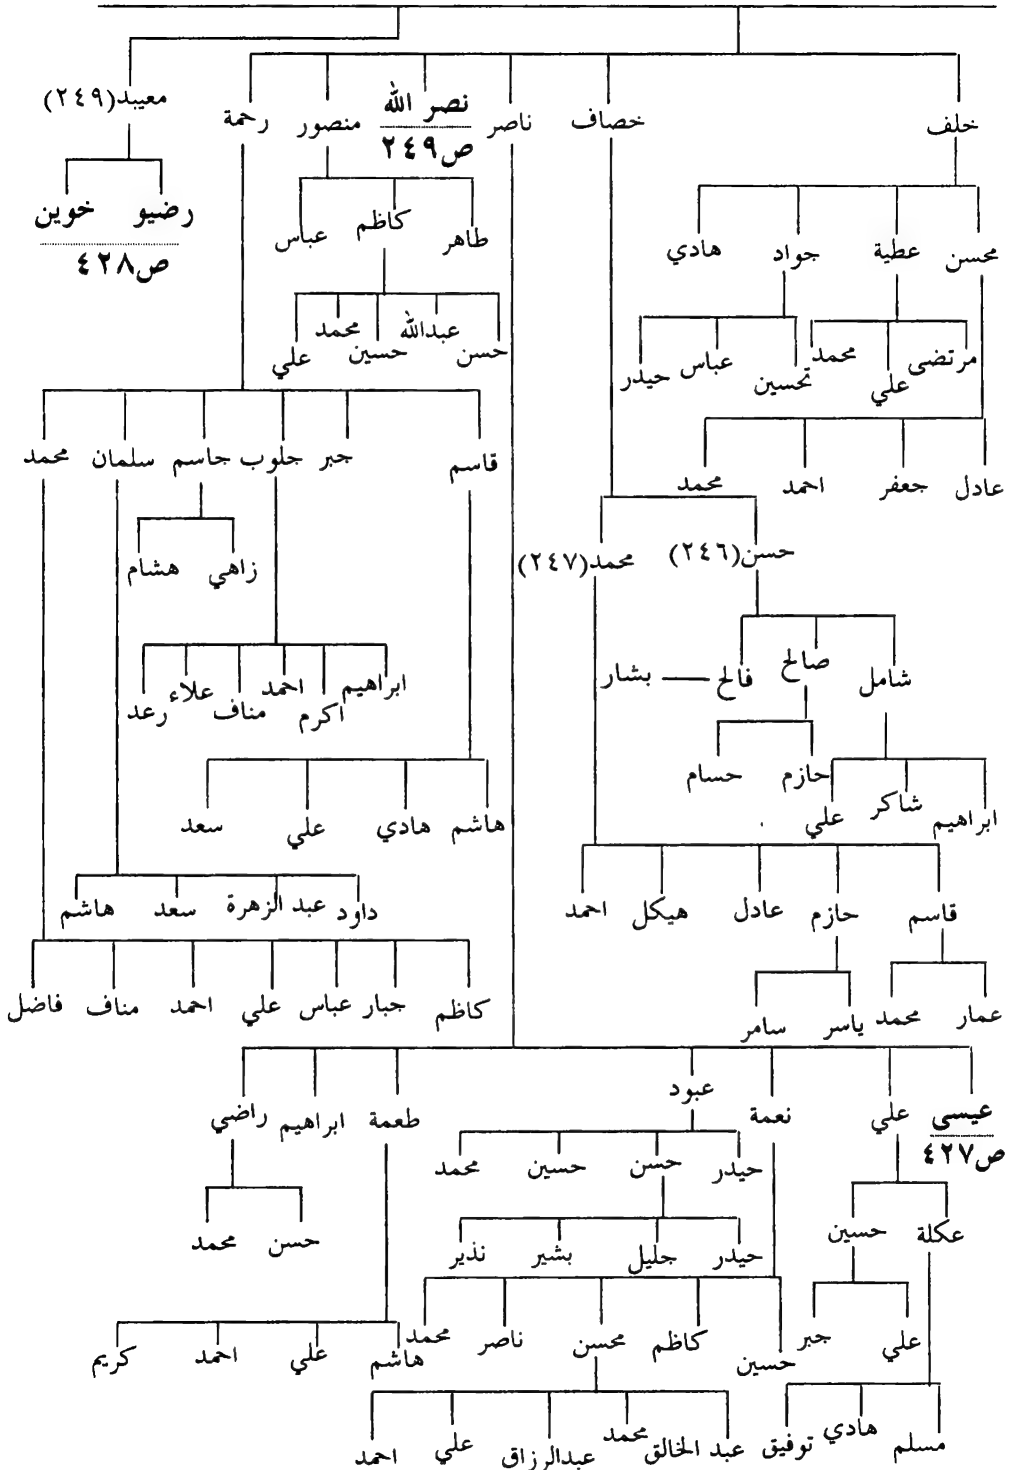 معيبد(٢٤٩)
رضيو خوين
ص٤٢٨
خلف خصاف ناصر نصر الله منصور رحمة
ص٢٤٩
طاهر كاظم عباس
محسن عطية جواد هادي
حسن عبدالله حسين محمد علي
مرتضى علي محمد تحسين عباس حيدر
قاسم جبر جلوب جاسم سلمان محمد
عادل جعفر احمد محمد
زاهي هشام
حسن(٢٤٦) محمد(٢٤٧)
شامل صالح فالح بشار
ابراهيم اكرم احمد مناف علاء رعد
حازم حسام
ابراهيم شاكر علي
هاشم هادي علي سعد
داود عبد الزهرة سعد هاشم
قاسم حازم عادل هيكل احمد
كاظم جبار عباس علي احمد مناف فاضل
عمار محمد ياسر سامر
عيسى علي نعمة عبود طعمة ابراهيم راضي
ص٤٢٧
حيدر حسن حسين محمد
حسن محمد
عكلة حسين
حيدر جليل بشير نذير
علي جبر
حسين كاظم محسن ناصر محمد
هاشم علي احمد كريم
مسلم هادي توفيق
عبد الخالق محمد عبدالرزاق علي احمد